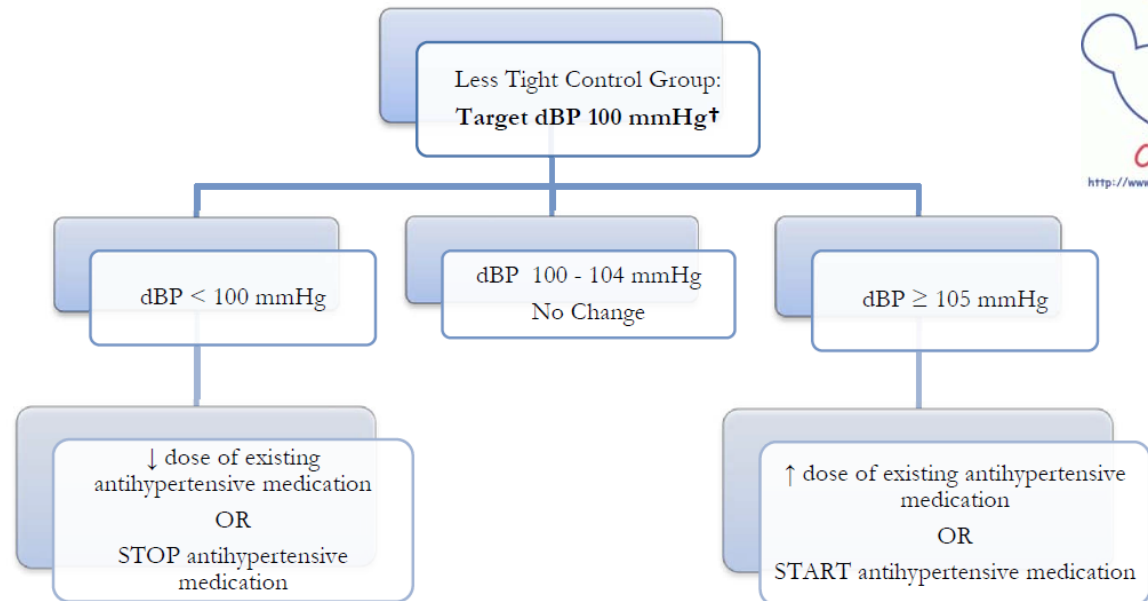 Less Tight Control Group:
Target dBP 100 mmHg†
http://www
dBP < 100 mmHg
dBP 100 - 104 mmHg
No Change
dBP ≥ 105 mmHg
↓ dose of existing
antihypertensive medication
OR
STOP antihypertensive
medication
↑ dose of existing antihypertensive
medication
OR
START antihypertensive medication